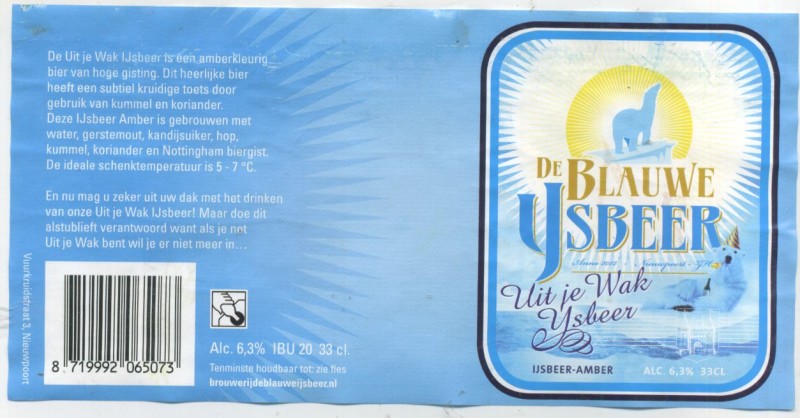 De Uit je Wak IJsbeer is een amberkleurig
bier van hoge gisting. Dit heerlijke bier
heeft een subtiel kruidige toets door
gebruik van kummel en koriander.
Deze IJsbeer Amber is gebrouwen met
water, gerstemout, kandijsuiker, hop,
kummel, koriander en Nottingham biergist.
De ideale schenktemperatuur is 5 - 7 °C.
En nu mag u zeker uit uw dak met het drinken
van onze Uit je Wak IJsbeer! Maar doe dit
alstublieft verantwoord want als je net
Uit je Wak bent wil je er niet meer in...
Vuurkruidstraat 3, Nieuwpoort
8 719992 065073
Alc. 6,3% IBU 20 33 cl.
Tenminste houdbaar tot: zie fles
brouwerijdeblauweijsbeer.nl
DE BLAUWE
YSBEER
Nieuwpoort - ZH
Uit je Wak
Ysbeer
IJSBEER-AMBER
ALC. 6,3% 33CL